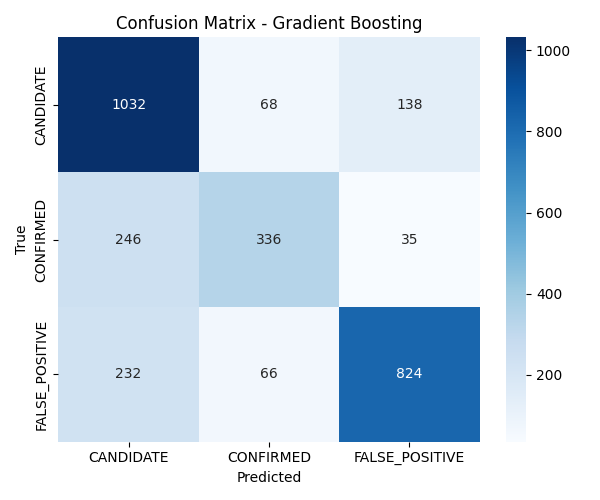 Confusion Matrix - Gradient Boosting
True
CANDIDATE
1032 68 138
CONFIRMED
246 336 35
FALSE_POSITIVE
232 66 824
CANDIDATE CONFIRMED FALSE_POSITIVE
Predicted
1000
800
600
400
200